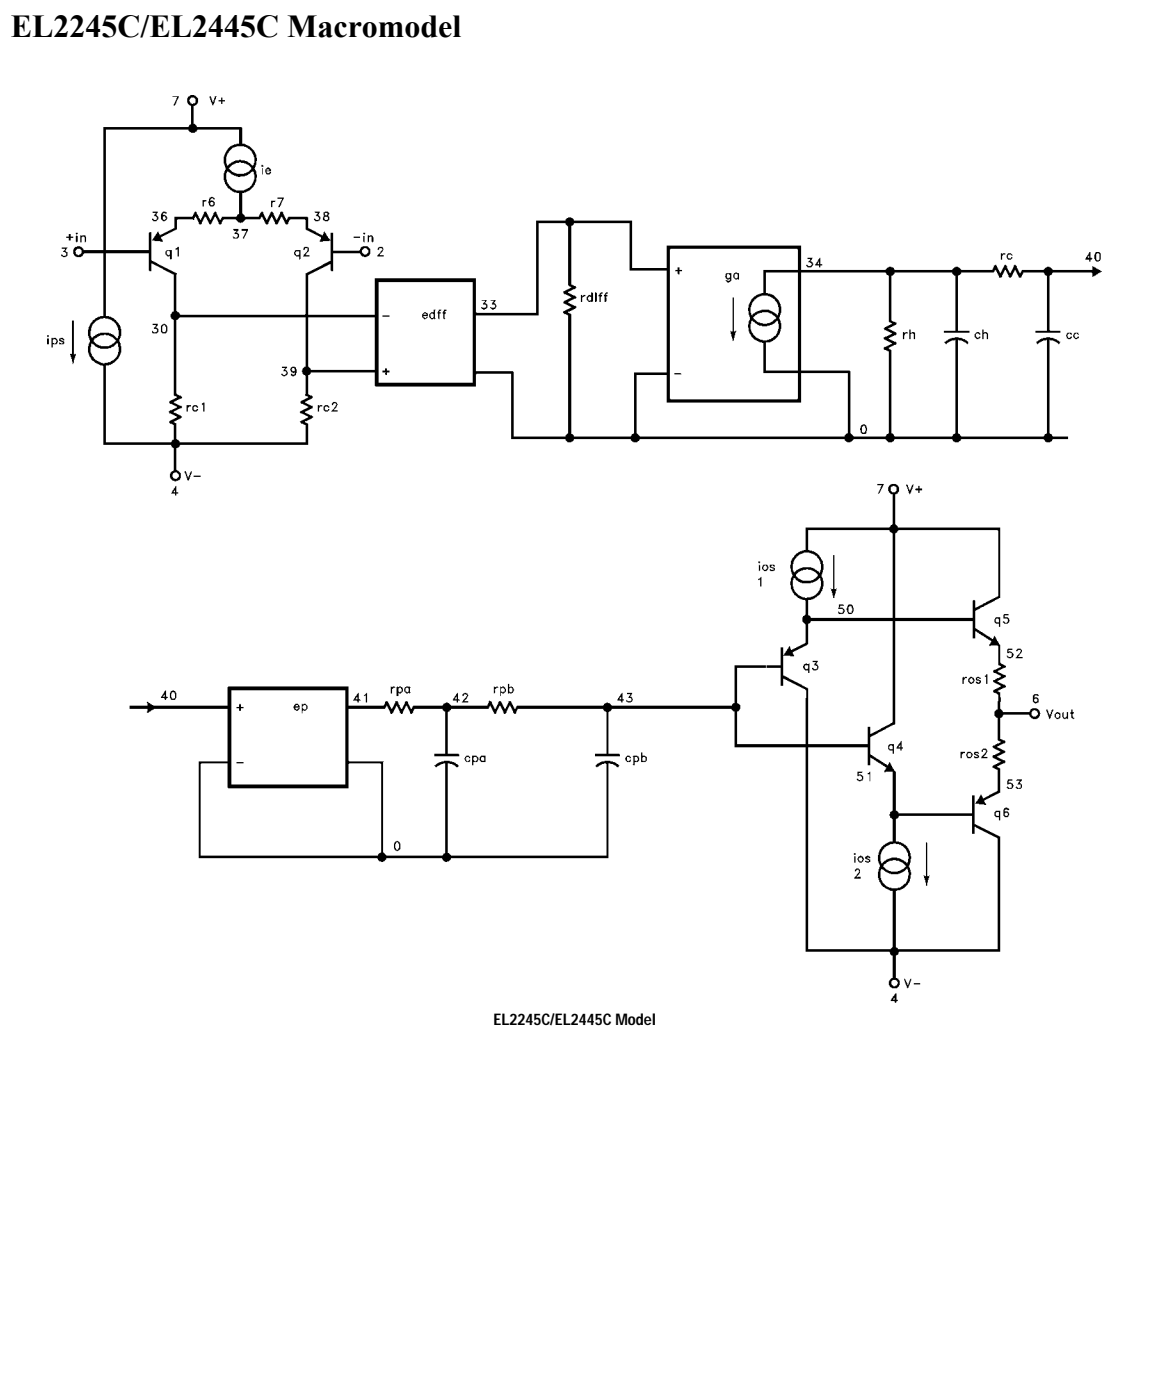 EL2245C/EL2445C Macromodel
7 V+
ie
r6 r7
36 38
37
+in
3
q1 q2
-in
2
ips
30
39
rc1 rc2
V-
4
- edff
+
33
rdiff
+ ga
-
34
rc
40
rh ch cc
0
7 V+
ios
1
50
q5
52
q3
ros1
6
Vout
q4
51
ros2
53
q6
ios
2
V-
4
40
+ ep
-
41 rpa 42 rpb 43
cpa cpb
0
EL2245C/EL2445C Model